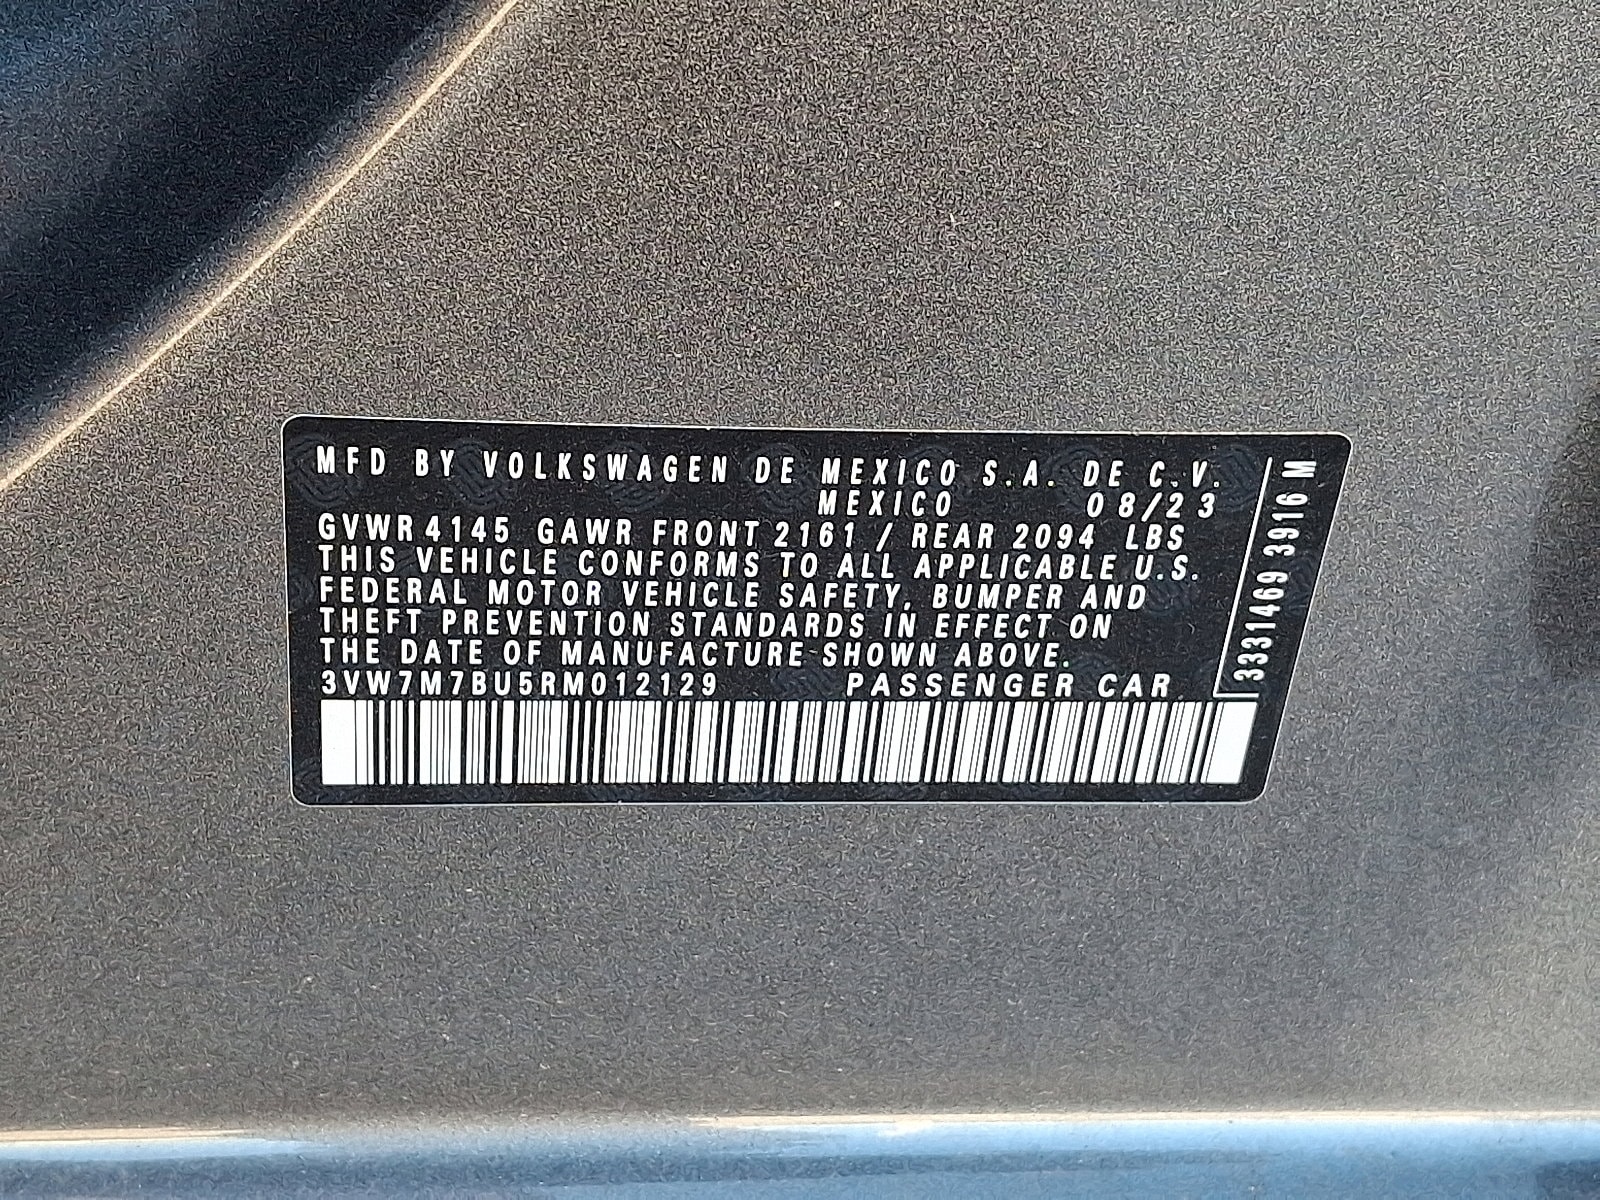 MFD BY VOLKSWAGEN DE MEXICO S.A. DE C.V.
MEXICO 08/23
GVWR 4145 GAWR FRONT 2161 / REAR 2094 LBS
THIS VEHICLE CONFORMS TO ALL APPLICABLE U.S.
FEDERAL MOTOR VEHICLE SAFETY, BUMPER AND
THEFT PREVENTION STANDARDS IN EFFECT ON
THE DATE OF MANUFACTURE SHOWN ABOVE.
3VW7M7BU5RM012129 PASSENGER CAR
3331469 3916 M